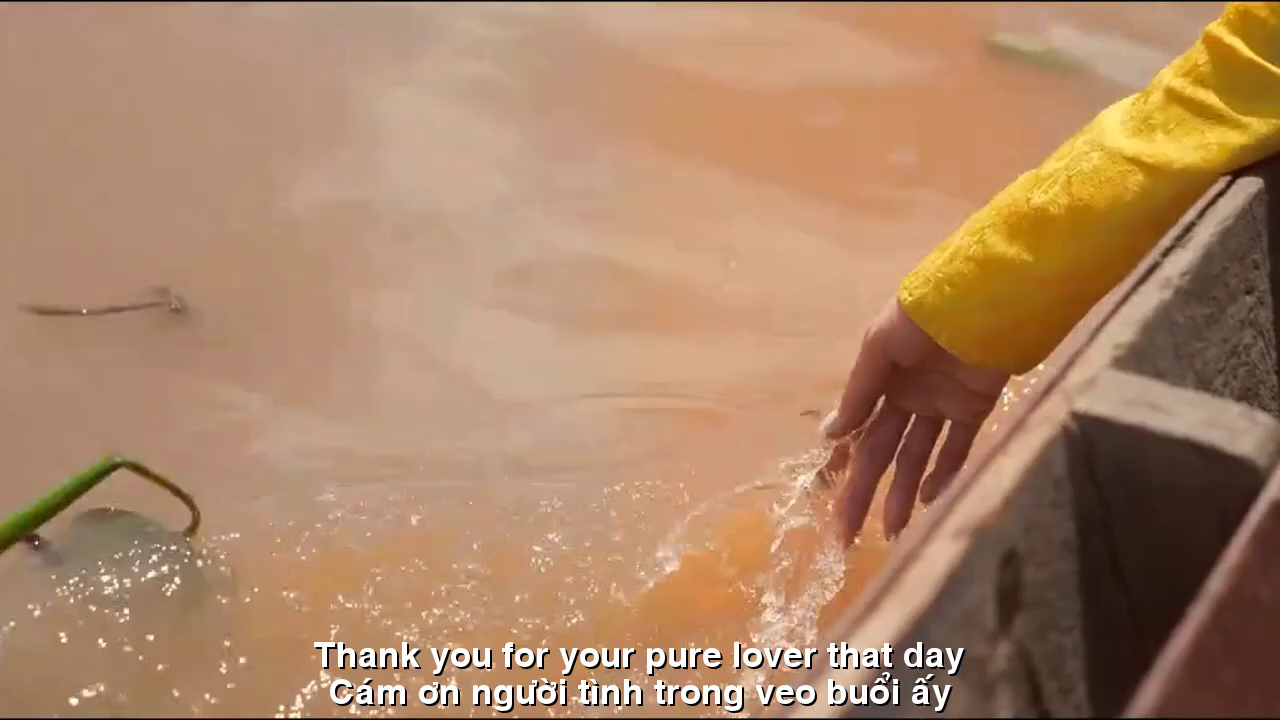 Thank you for your pure lover that day
Cám ơn người tình trong veo buổi ấy